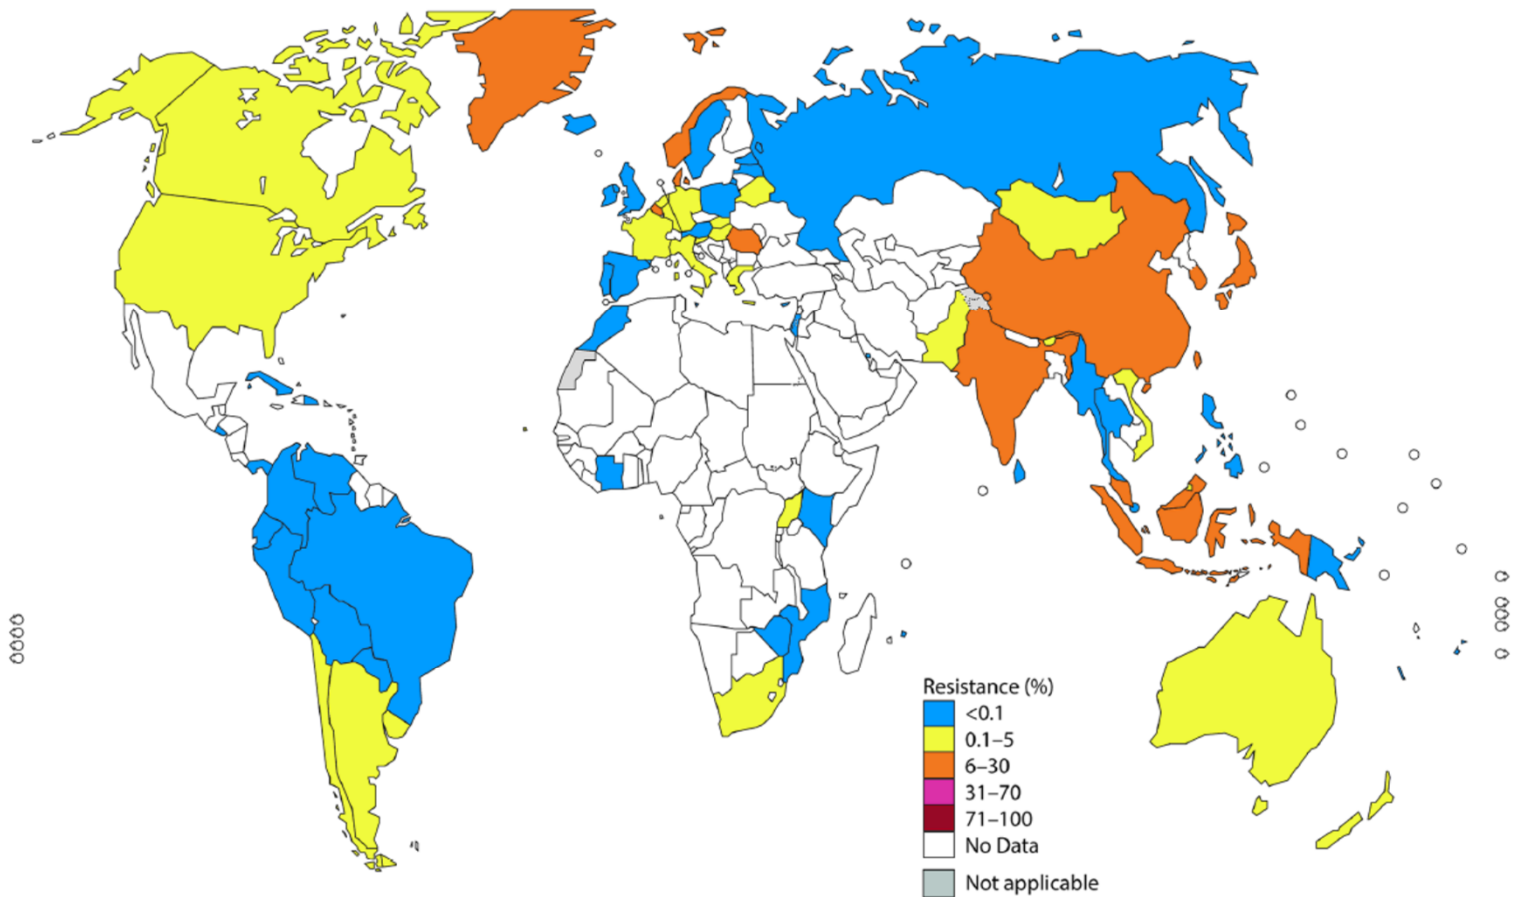 Resistance (%)
<0.1
0.1–5
6–30
31–70
71–100
No Data
Not applicable